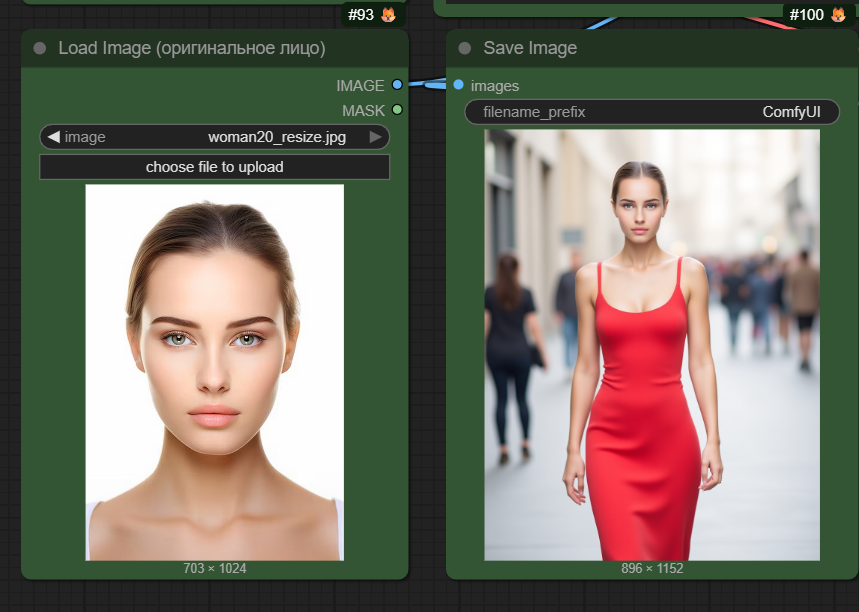 #93
#100
Load Image (оригинальное лицо)
Save Image
IMAGE
images
MASK
filename_prefix ComfyUI
image woman20_resize.jpg
choose file to upload
703 × 1024
896 × 1152